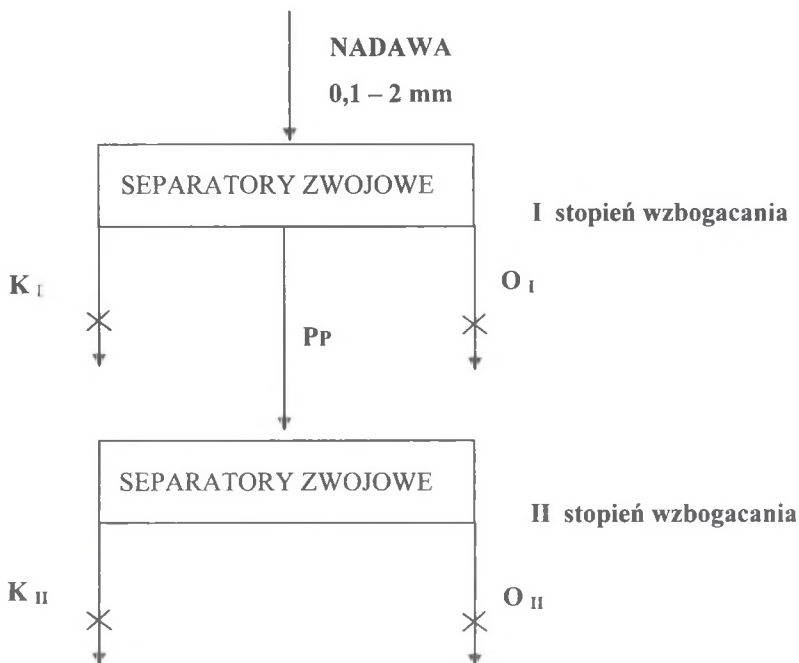 NADAWA
0,1 – 2 mm
SEPARATORY ZWOJOWE
I stopień wzbogacania
K I
O I
PP
SEPARATORY ZWOJOWE
II stopień wzbogacania
K II
O II